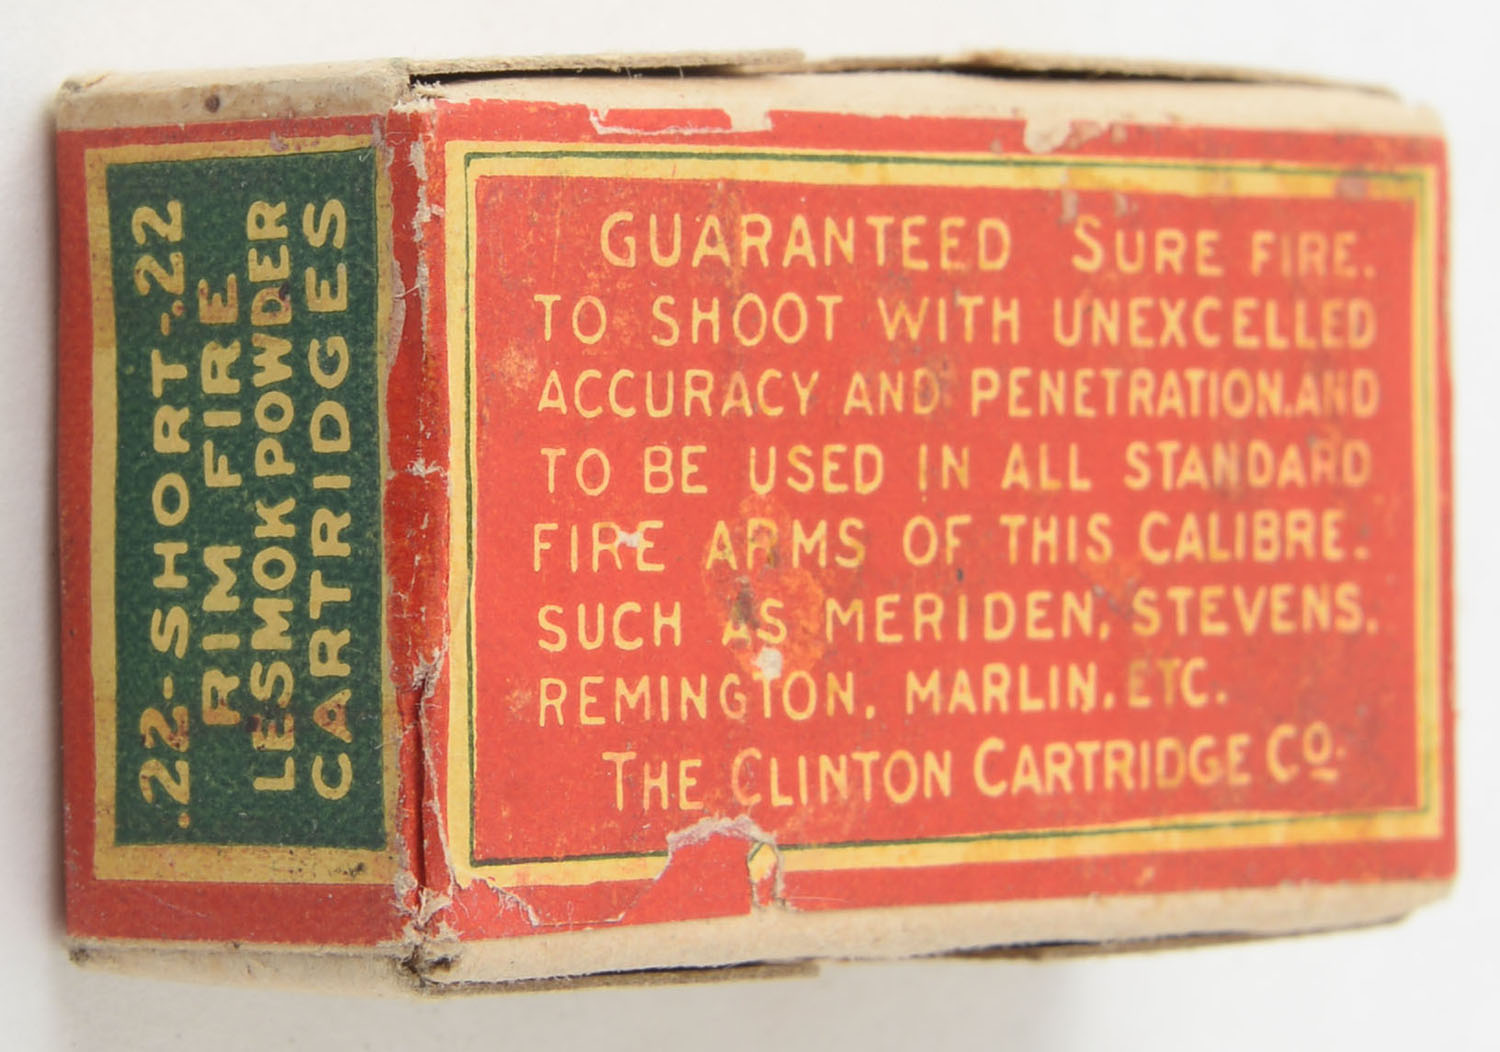 .22-SHORT-.22
RIM FIRE
LESMOK POWDER
CARTRIDGES
GUARANTEED SURE FIRE.
TO SHOOT WITH UNEXCELLED
ACCURACY AND PENETRATION.AND
TO BE USED IN ALL STANDARD
FIRE ARMS OF THIS CALIBRE.
SUCH AS MERIDEN, STEVENS.
REMINGTON. MARLIN. ETC.
THE CLINTON CARTRIDGE CO.